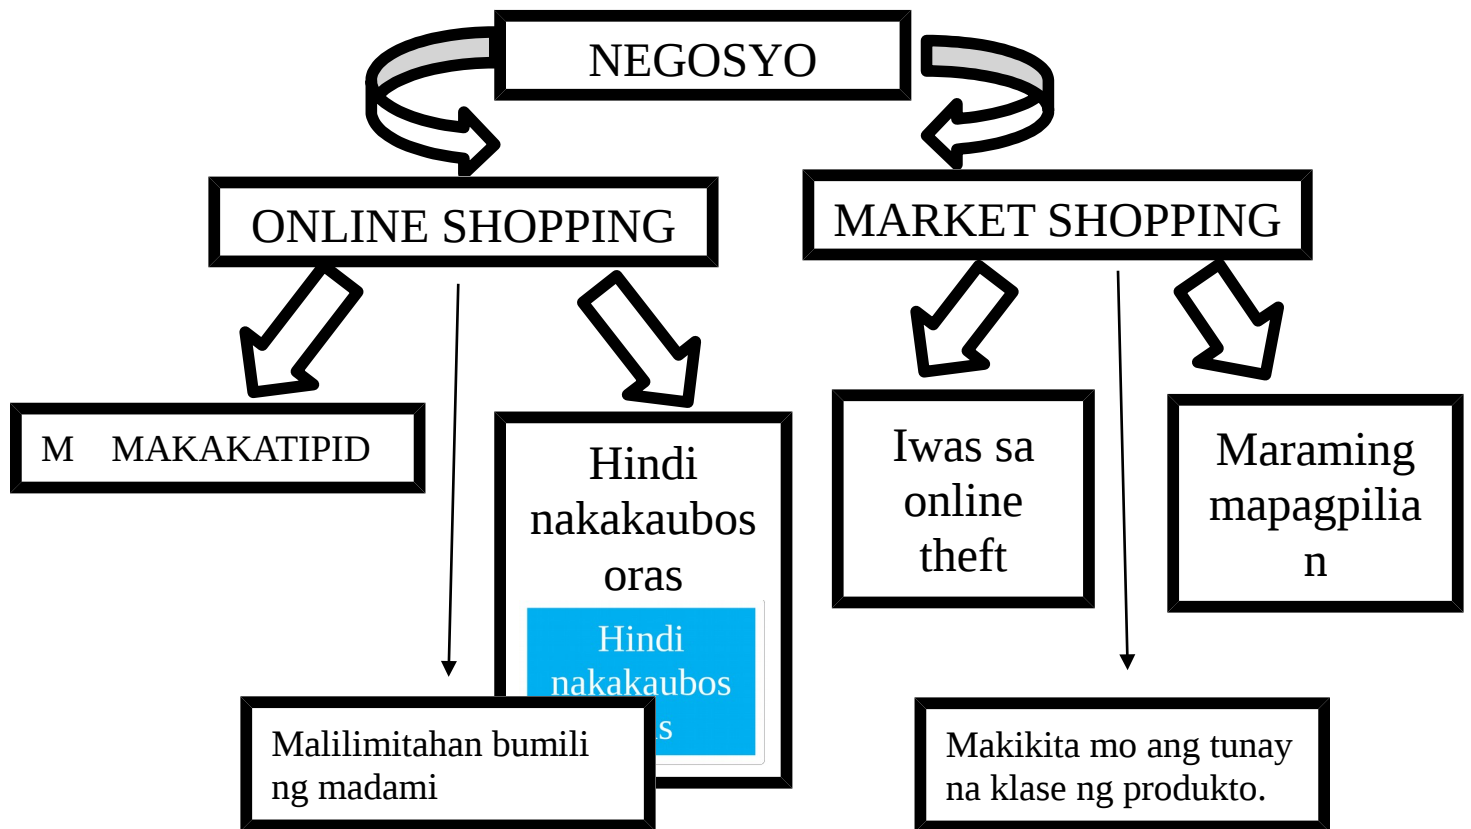 NEGOSYO
ONLINE SHOPPING
MARKET SHOPPING
M MAKAKATIPID
Hindi
nakakaubos
oras
Hindi
nakakaubos
s
Malilimitahan bumili
ng madami
Iwas sa
online
theft
Maraming
mapagpilia
n
Makikita mo ang tunay
na klase ng produkto.